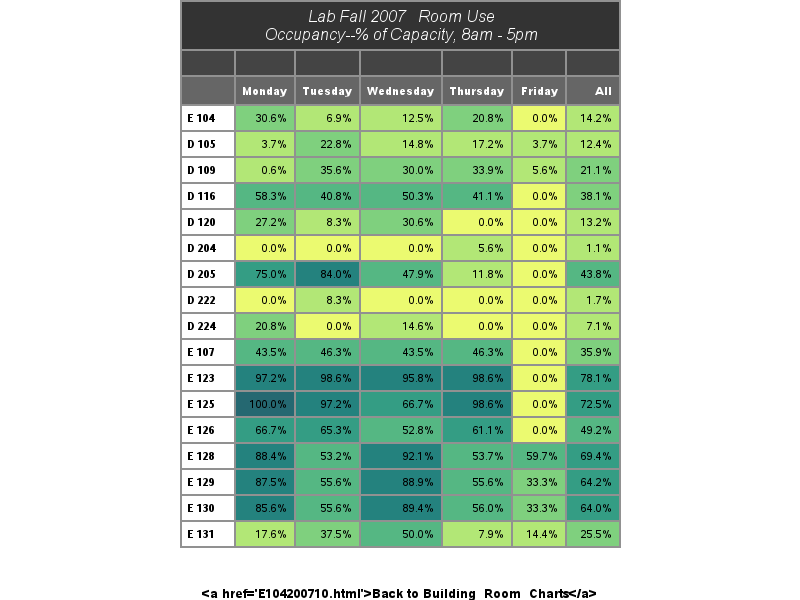 Lab Fall 2007 Room Use
Occupancy--% of Capacity, 8am - 5pm
Monday Tuesday Wednesday Thursday Friday All
E 104 30.6% 6.9% 12.5% 20.8% 0.0% 14.2%
D 105 3.7% 22.8% 14.8% 17.2% 3.7% 12.4%
D 109 0.6% 35.6% 30.0% 33.9% 5.6% 21.1%
D 116 58.3% 40.8% 50.3% 41.1% 0.0% 38.1%
D 120 27.2% 8.3% 30.6% 0.0% 0.0% 13.2%
D 204 0.0% 0.0% 0.0% 5.6% 0.0% 1.1%
D 205 75.0% 84.0% 47.9% 11.8% 0.0% 43.8%
D 222 0.0% 8.3% 0.0% 0.0% 0.0% 1.7%
D 224 20.8% 0.0% 14.6% 0.0% 0.0% 7.1%
E 107 43.5% 46.3% 43.5% 46.3% 0.0% 35.9%
E 123 97.2% 98.6% 95.8% 98.6% 0.0% 78.1%
E 125 100.0% 97.2% 66.7% 98.6% 0.0% 72.5%
E 126 66.7% 65.3% 52.8% 61.1% 0.0% 49.2%
E 128 88.4% 53.2% 92.1% 53.7% 59.7% 69.4%
E 129 87.5% 55.6% 88.9% 55.6% 33.3% 64.2%
E 130 85.6% 55.6% 89.4% 56.0% 33.3% 64.0%
E 131 17.6% 37.5% 50.0% 7.9% 14.4% 25.5%
<a href='E104200710.html'>Back to Building_Room_Charts</a>